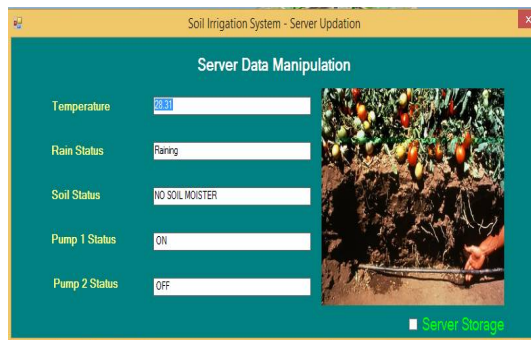 Soil Irrigation System - Server Updation
x
Server Data Manipulation
Temperature
28.31
Rain Status
Raining
Soil Status
NO SOIL MOISTER
Pump 1 Status
ON
Pump 2 Status
OFF
Server Storage